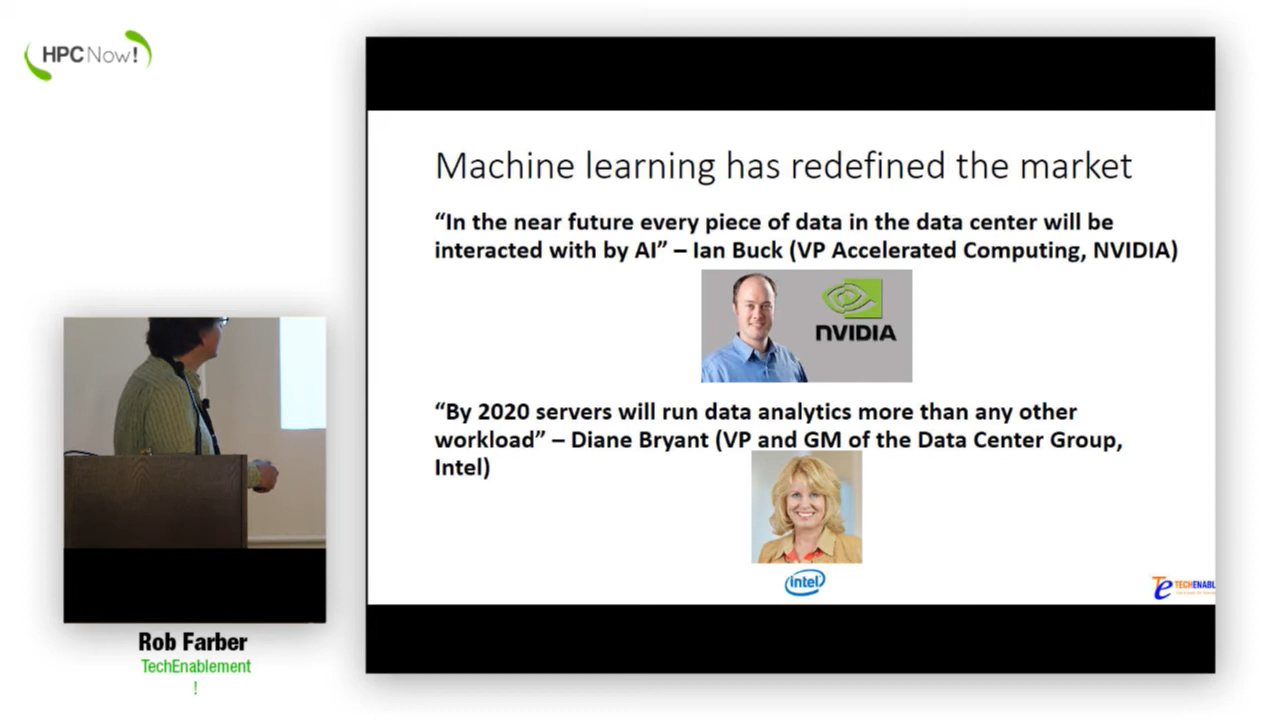 HPCNow!
Machine learning has redefined the market
“In the near future every piece of data in the data center will be
interacted with by AI” – Ian Buck (VP Accelerated Computing, NVIDIA)
NVIDIA
“By 2020 servers will run data analytics more than any other
workload” – Diane Bryant (VP and GM of the Data Center Group,
Intel)
intel
Te TECHENABL
Rob Farber
TechEnablement
!